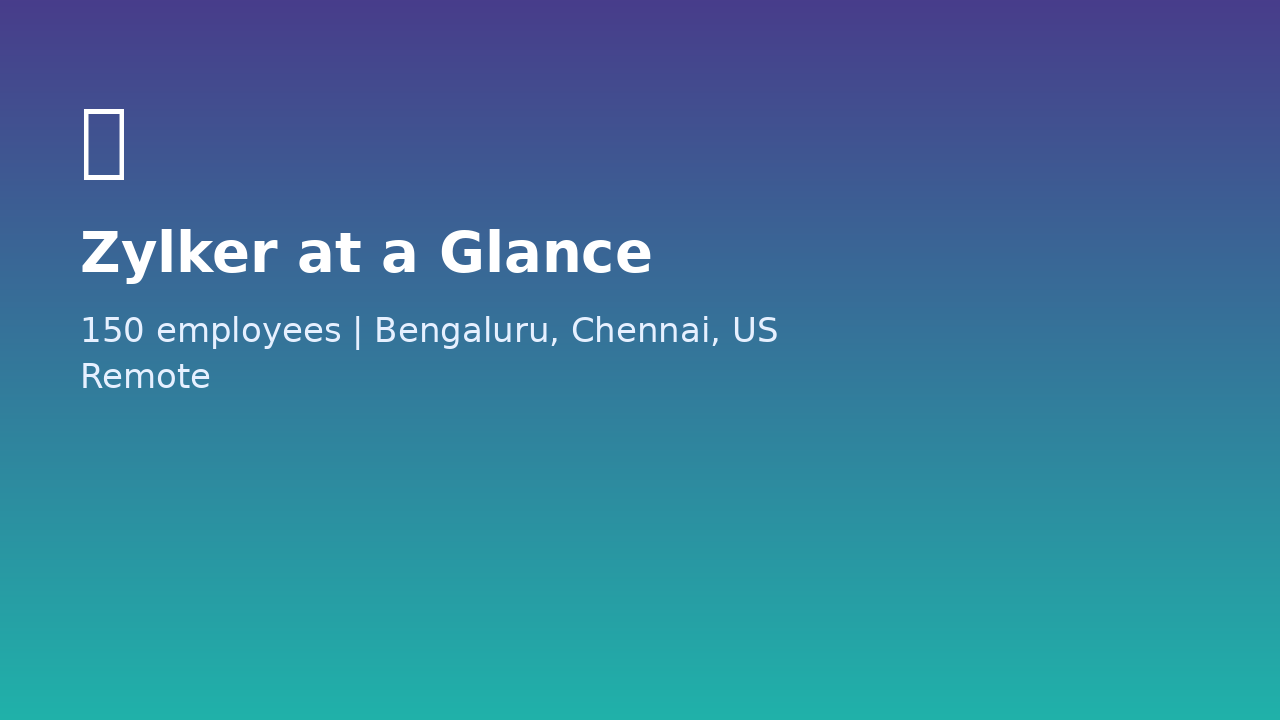 Zylker at a Glance
150 employees | Bengaluru, Chennai, US
Remote